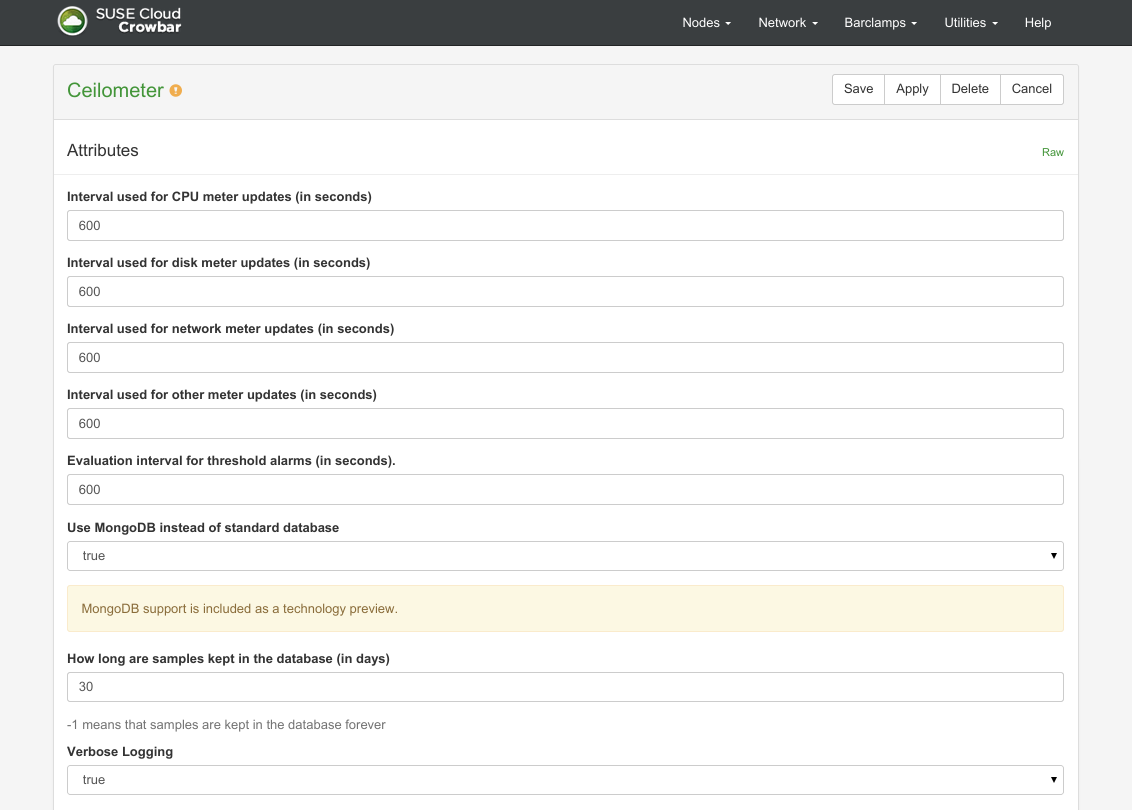 SUSE Cloud
Crowbar
Nodes Network Barclamps Utilities Help
Ceilometer
Save Apply Delete Cancel
Attributes
Raw
Interval used for CPU meter updates (in seconds)
600
Interval used for disk meter updates (in seconds)
600
Interval used for network meter updates (in seconds)
600
Interval used for other meter updates (in seconds)
600
Evaluation interval for threshold alarms (in seconds).
600
Use MongoDB instead of standard database
true
MongoDB support is included as a technology preview.
How long are samples kept in the database (in days)
30
-1 means that samples are kept in the database forever
Verbose Logging
true